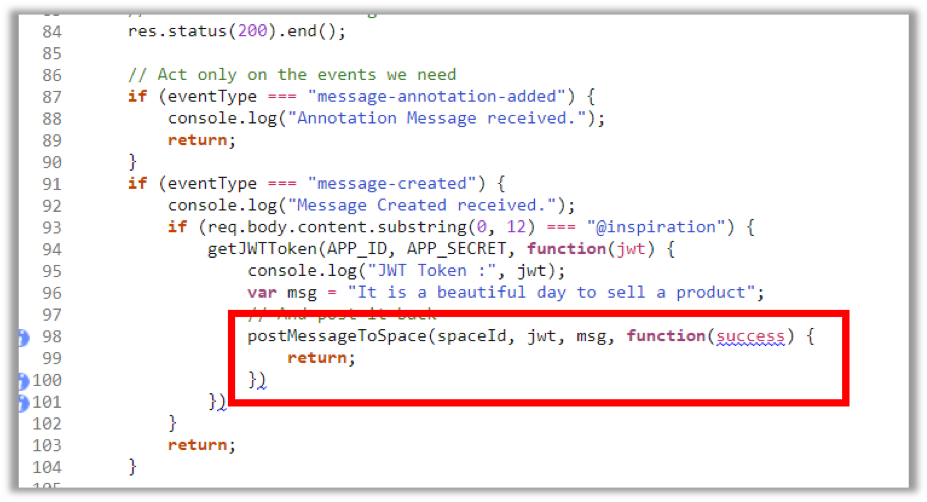 84 res.status(200).end();
85
86 // Act only on the events we need
87 if (eventType === "message-annotation-added") {
88 console.log("Annotation Message received.");
89 return;
90 }
91 if (eventType === "message-created") {
92 console.log("Message Created received.");
93 if (req.body.content.substring(0, 12) === "@inspiration") {
94 getJWTToken(APP_ID, APP_SECRET, function(jwt) {
95 console.log("JWT Token :", jwt);
96 var msg = "It is a beautiful day to sell a product";
97 // And post it back
98 postMessageToSpace(spaceId, jwt, msg, function(success) {
99 return;
100 })
101 })
102 }
103 return;
104 }